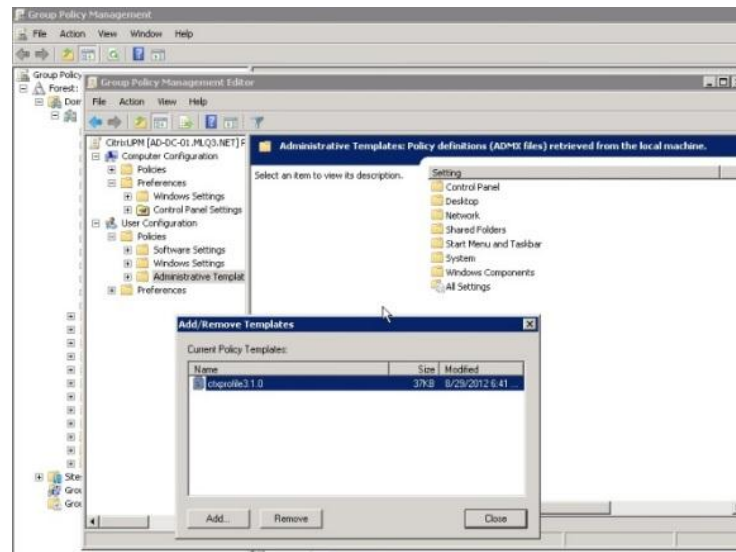 Group Policy Management
File Action View Window Help
Group Policy
Forest:
Dom
Group Policy Management Editor
File Action View Help
CitrixUPM [AD-DC-01.MLQ3.NET] P
Computer Configuration
Policies
Preferences
Windows Settings
Control Panel Settings
User Configuration
Policies
Software Settings
Windows Settings
Administrative Templat
Preferences
Administrative Templates: Policy definitions (ADMX files) retrieved from the local machine.
Select an item to view its description.
Setting
Control Panel
Desktop
Network
Shared Folders
Start Menu and Taskbar
System
Windows Components
All Settings
Add/Remove Templates
Current Policy Templates:
Name Size Modified
ctxprofile3.1.0 37KB 8/29/2012 6:41 ...
Add... Remove Close
Site
Grou
Grou